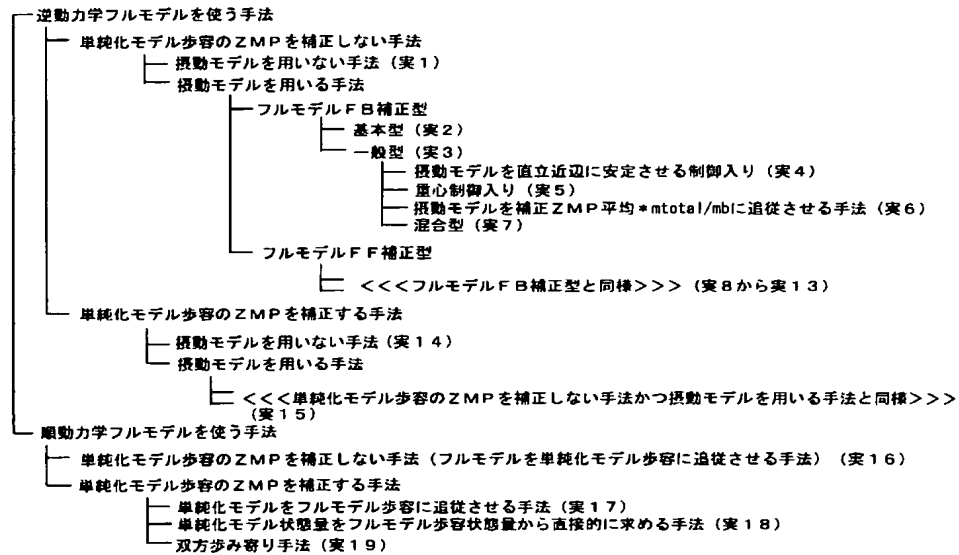 逆動力学フルモデルを使う手法
単純化モデル歩容のZMPを補正しない手法
摂動モデルを用いない手法(実1)
摂動モデルを用いる手法
フルモデルFB補正型
基本型(実2)
一般型(実3)
摂動モデルを直立近辺に安定させる制御入り(実4)
重心制御入り(実5)
摂動モデルを補正ZMP平均*mtotal/mbに追従させる手法(実6)
混合型(実7)
フルモデルFF補正型
<<<フルモデルFB補正型と同様>>>(実8から実13)
単純化モデル歩容のZMPを補正する手法
摂動モデルを用いない手法(実14)
摂動モデルを用いる手法
<<<単純化モデル歩容のZMPを補正しない手法かつ摂動モデルを用いる手法と同様>>>
(実15)
順動力学フルモデルを使う手法
単純化モデル歩容のZMPを補正しない手法(フルモデルを単純化モデル歩容に追従させる手法)(実16)
単純化モデル歩容のZMPを補正する手法
単純化モデルをフルモデル歩容に追従させる手法(実17)
単純化モデル状態量をフルモデル歩容状態量から直接的に求める手法(実18)
双方歩み寄り手法(実19)